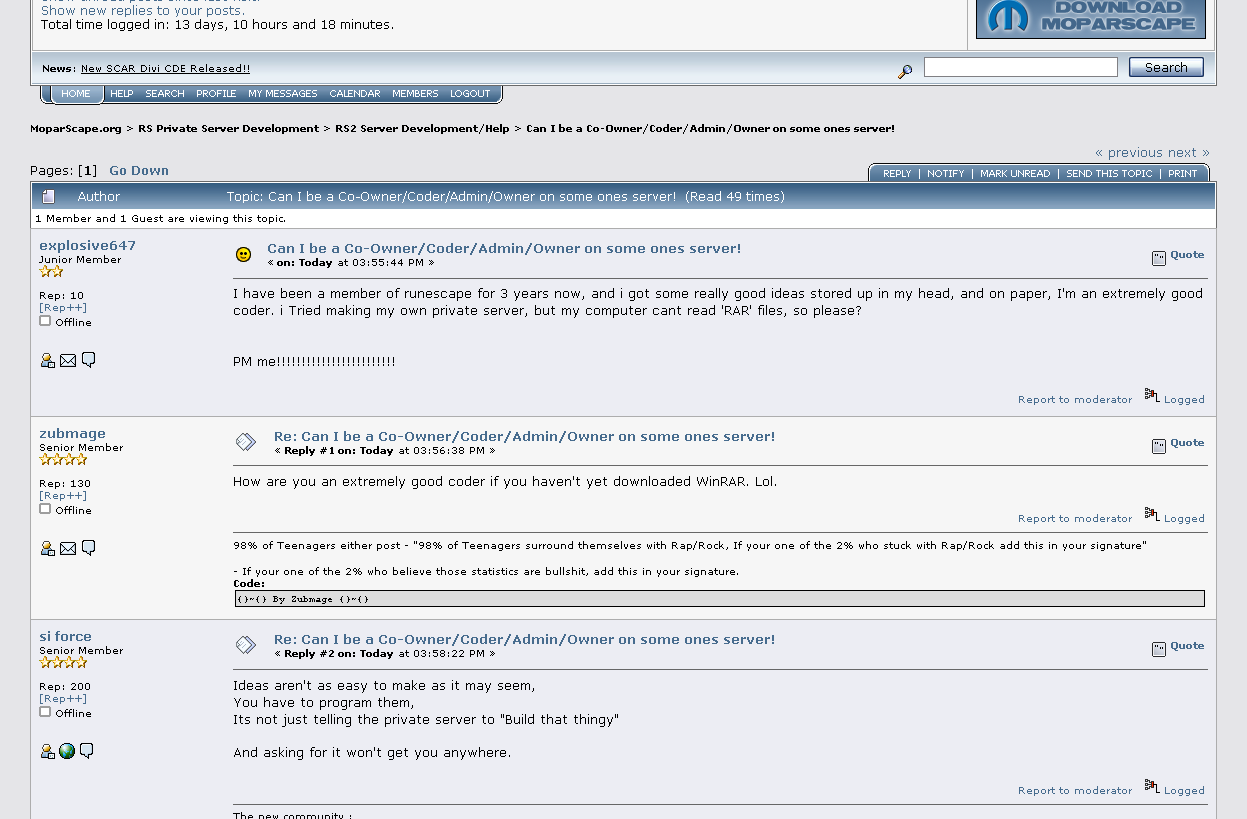 Show new replies to your posts.
Total time logged in: 13 days, 10 hours and 18 minutes.
DOWNLOAD
MOPARSCAPE
News: New SCAR Divi CDE Released!!
Search
HOME HELP SEARCH PROFILE MY MESSAGES CALENDAR MEMBERS LOGOUT
MoparScape.org > RS Private Server Development > RS2 Server Development/Help > Can I be a Co-Owner/Coder/Admin/Owner on some ones server!
« previous next »
Pages: [1] Go Down
REPLY | NOTIFY | MARK UNREAD | SEND THIS TOPIC | PRINT
Author Topic: Can I be a Co-Owner/Coder/Admin/Owner on some ones server! (Read 49 times)
1 Member and 1 Guest are viewing this topic.
explosive647
Junior Member
Rep: 10
[Rep++]
Offline
Can I be a Co-Owner/Coder/Admin/Owner on some ones server!
« on: Today at 03:55:44 PM »
Quote
I have been a member of runescape for 3 years now, and i got some really good ideas stored up in my head, and on paper, I'm an extremely good
coder. i Tried making my own private server, but my computer cant read 'RAR' files, so please?
PM me!!!!!!!!!!!!!!!!!!!!!!!!
Report to moderator Logged
zubmage
Senior Member
Rep: 130
[Rep++]
Offline
Re: Can I be a Co-Owner/Coder/Admin/Owner on some ones server!
« Reply #1 on: Today at 03:56:38 PM »
Quote
How are you an extremely good coder if you haven't yet downloaded WinRAR. Lol.
Report to moderator Logged
98% of Teenagers either post - "98% of Teenagers surround themselves with Rap/Rock, If your one of the 2% who stuck with Rap/Rock add this in your signature"
- If your one of the 2% who believe those statistics are bullshit, add this in your signature.
Code:
{}~{} By Zubmage {}~{}
si force
Senior Member
Rep: 200
[Rep++]
Offline
Re: Can I be a Co-Owner/Coder/Admin/Owner on some ones server!
« Reply #2 on: Today at 03:58:22 PM »
Quote
Ideas aren't as easy to make as it may seem,
You have to program them,
Its not just telling the private server to "Build that thingy"
And asking for it won't get you anywhere.
Report to moderator Logged
The new community :